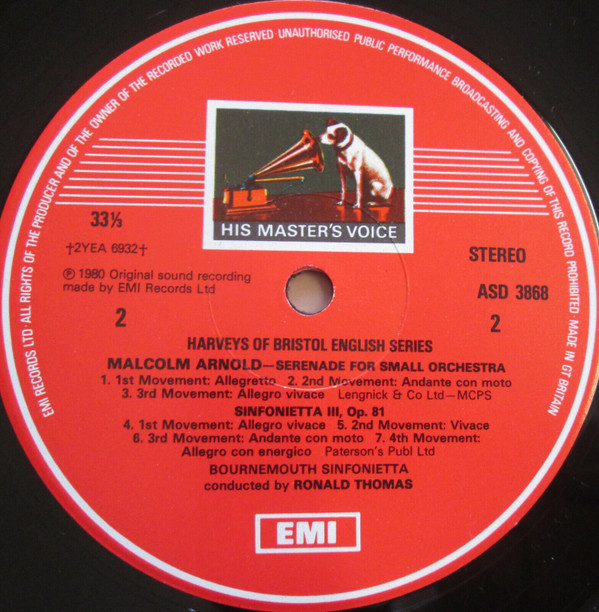 EMI RECORDS LTD · ALL RIGHTS OF THE PRODUCER AND OF THE OWNER OF THE RECORDED WORK RESERVED · UNAUTHORISED PUBLIC PERFORMANCE BROADCASTING AND COPYING OF THIS RECORD PROHIBITED · MADE IN GT BRITAIN
HIS MASTER'S VOICE
33⅓
†2YEA 6932†
STEREO
℗ 1980 Original sound recording
made by EMI Records Ltd
ASD 3868
2
2
HARVEYS OF BRISTOL ENGLISH SERIES
MALCOLM ARNOLD—SERENADE FOR SMALL ORCHESTRA
1. 1st Movement: Allegretto 2. 2nd Movement: Andante con moto
3. 3rd Movement: Allegro vivace Lengnick & Co Ltd—MCPS
SINFONIETTA III, Op. 81
4. 1st Movement: Allegro vivace 5. 2nd Movement: Vivace
6. 3rd Movement: Andante con moto 7. 4th Movement:
Allegro con energico Paterson's Publ Ltd
BOURNEMOUTH SINFONIETTA
conducted by RONALD THOMAS
EMI